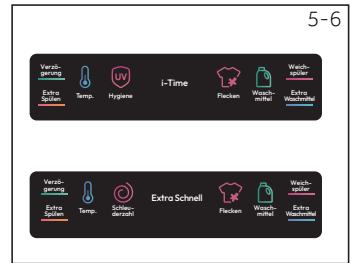 5-6
Verzö-
gerung
Extra
Spülen
Temp.
UV
Hygiene
i-Time
Flecken
Wasch-
mittel
Weich-
spüler
Extra
Waschmittel
Verzö-
gerung
Extra
Spülen
Temp.
Schleu-
derzahl
Extra Schnell
Flecken
Wasch-
mittel
Weich-
spüler
Extra
Waschmittel